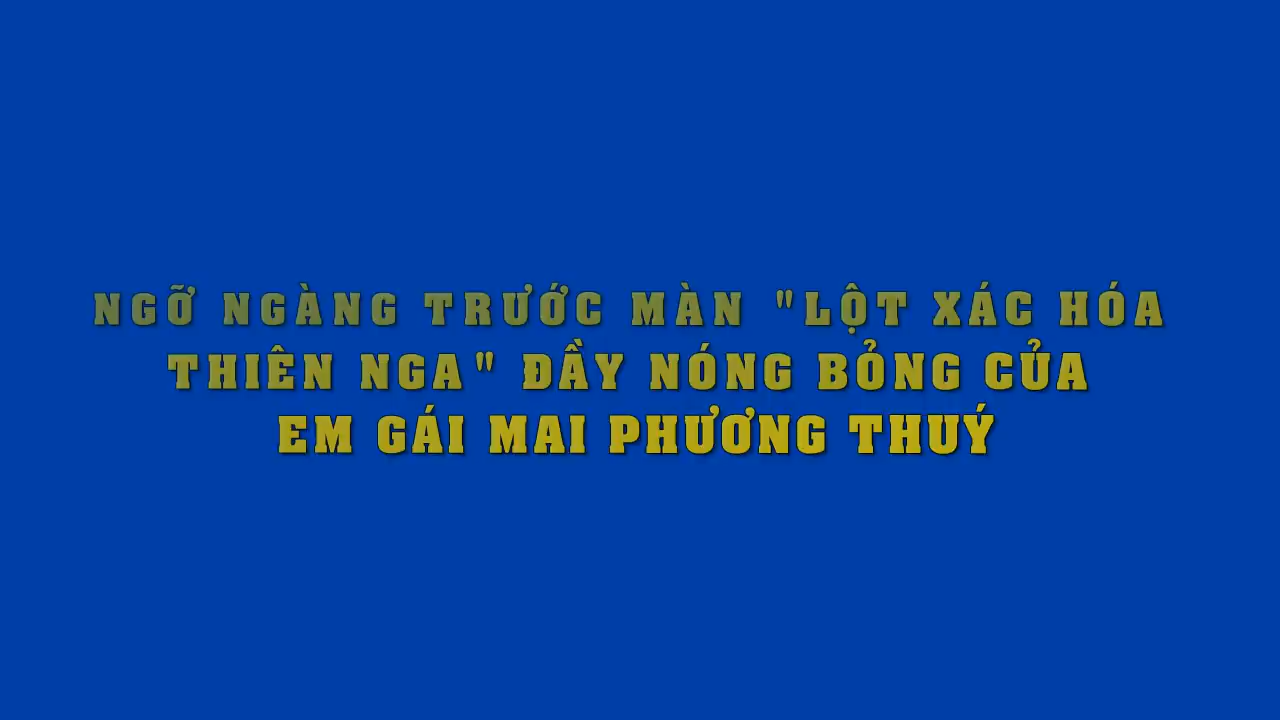 NGỠ NGÀNG TRƯỚC MÀN "LỘT XÁC HÓA
THIÊN NGA" ĐẦY NÓNG BỎNG CỦA
EM GÁI MAI PHƯƠNG THUÝ